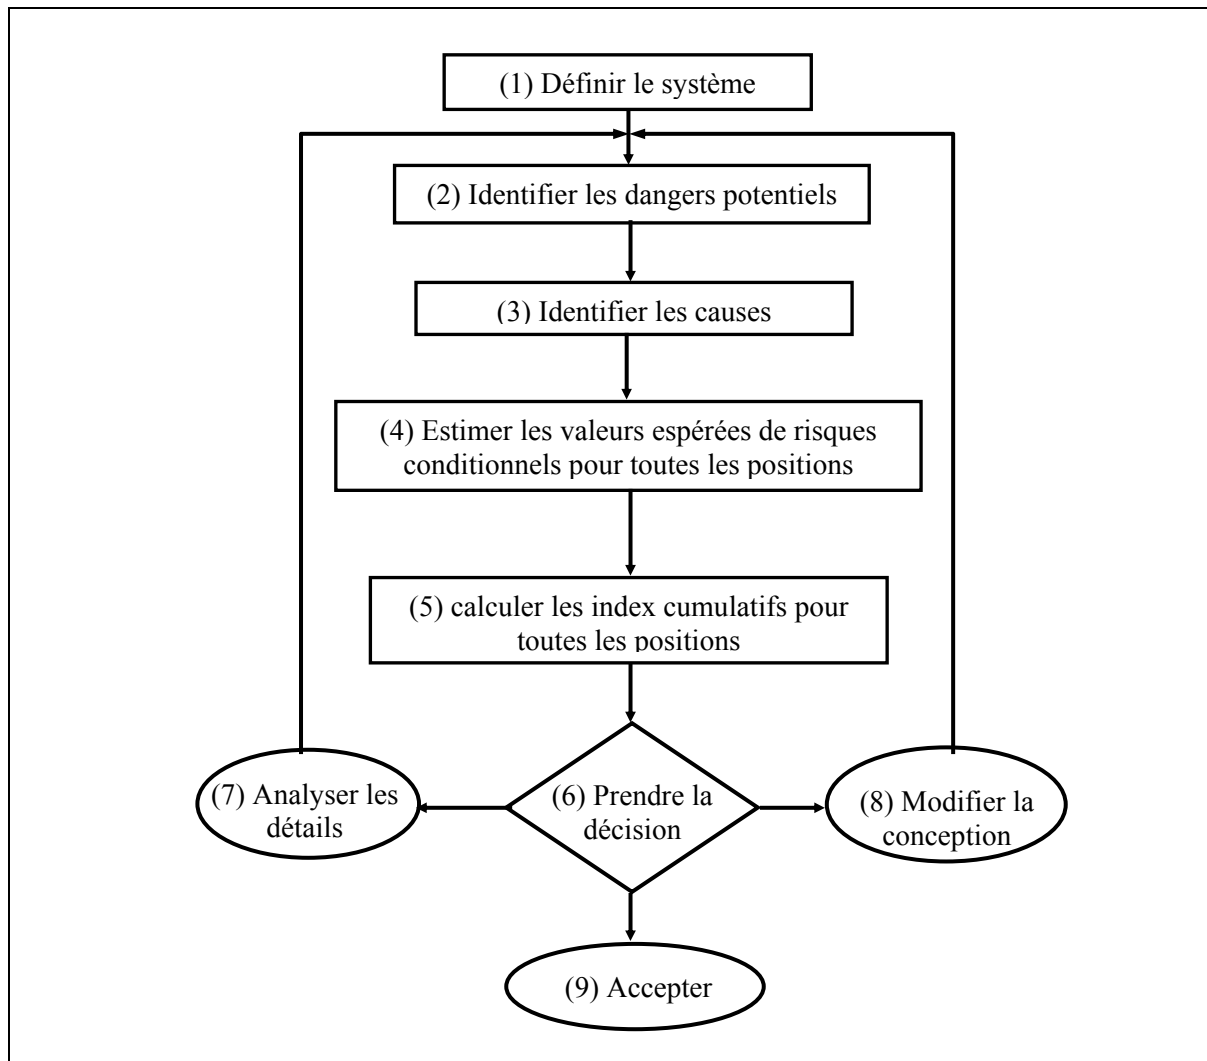 (1) Définir le système
(2) Identifier les dangers potentiels
(3) Identifier les causes
(4) Estimer les valeurs espérées de risques
conditionnels pour toutes les positions
(5) calculer les index cumulatifs pour
toutes les positions
(7) Analyser les
détails
(6) Prendre la
décision
(8) Modifier la
conception
(9) Accepter